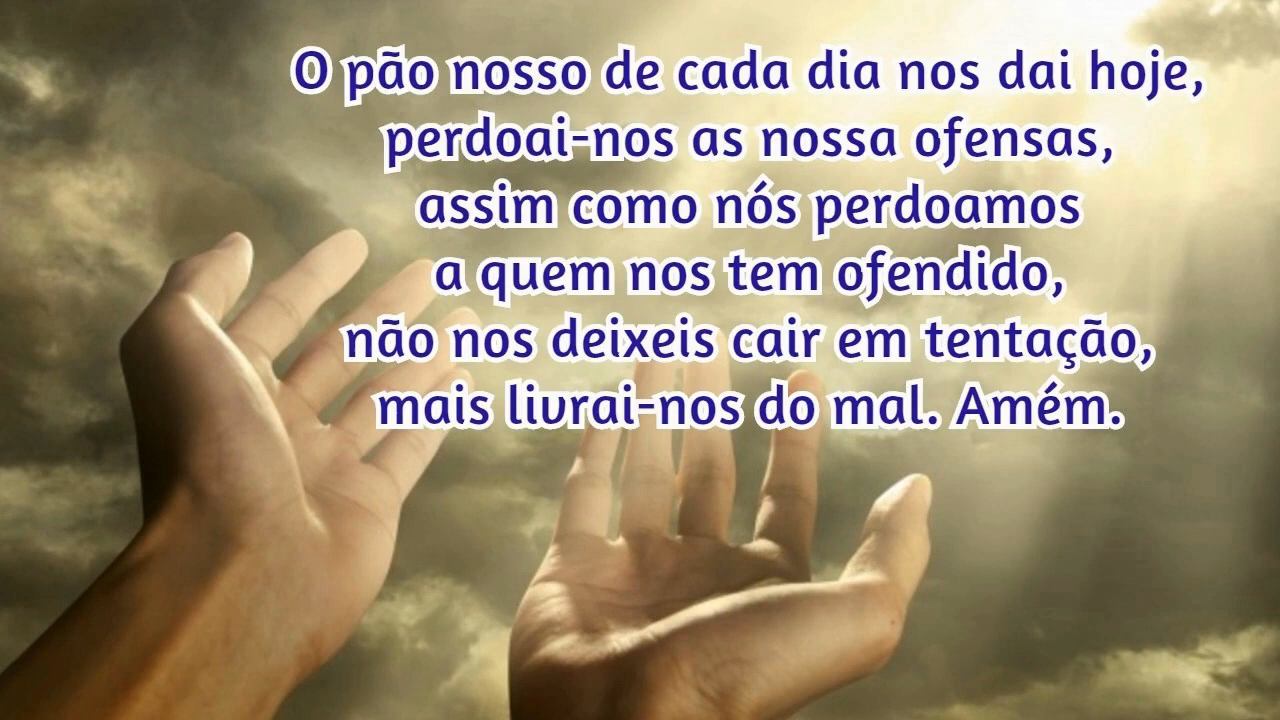 O pão nosso de cada dia nos dai hoje,
perdoai-nos as nossa ofensas,
assim como nós perdoamos
a quem nos tem ofendido,
não nos deixeis cair em tentação,
mais livrai-nos do mal. Amém.